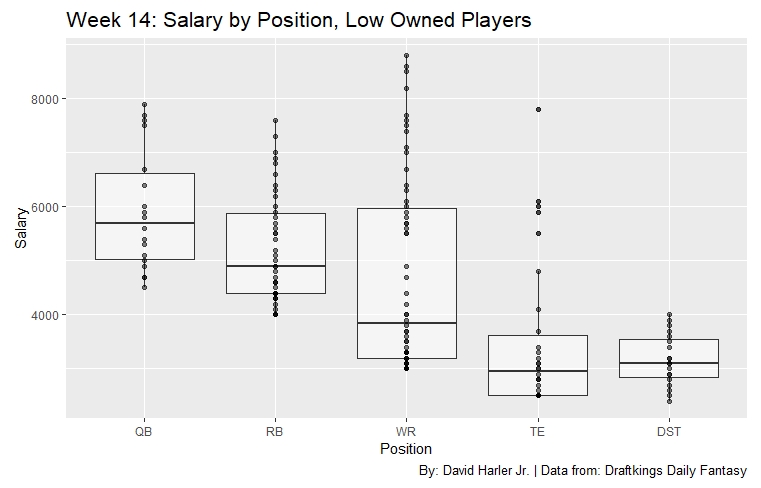 Week 14: Salary by Position, Low Owned Players
8000
6000
4000
Salary
QB RB WR TE DST
Position
By: David Harler Jr. | Data from: Draftkings Daily Fantasy